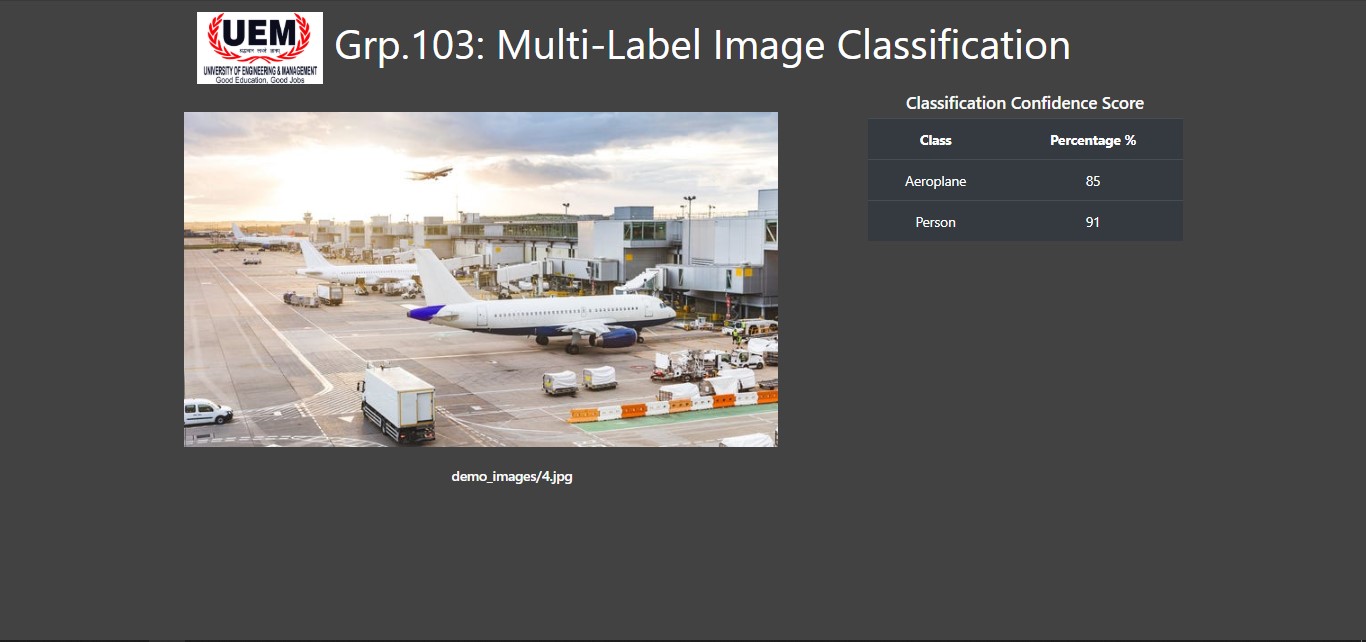 UEM
UNIVERSITY OF ENGINEERING & MANAGEMENT
Good Education, Good Jobs
Grp.103: Multi-Label Image Classification
Classification Confidence Score
Class Percentage %
Aeroplane 85
Person 91
demo_images/4.jpg